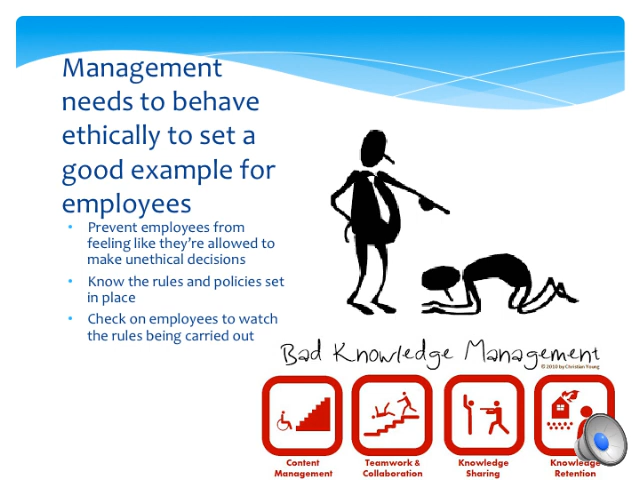 Management
needs to behave
ethically to set a
good example for
employees
• Prevent employees from
feeling like they're allowed to
make unethical decisions
• Know the rules and policies set
in place
• Check on employees to watch
the rules being carried out
Bad Knowledge Management
© 2010 by Christian Young
Content
Management
Teamwork &
Collaboration
Knowledge
Sharing
Knowledge
Retention